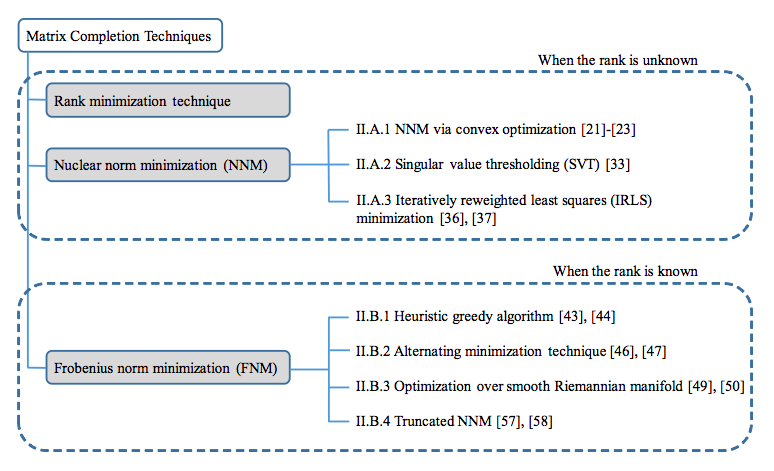 Matrix Completion Techniques
When the rank is unknown
Rank minimization technique
Nuclear norm minimization (NNM)
II.A.1 NNM via convex optimization [21]-[23]
II.A.2 Singular value thresholding (SVT) [33]
II.A.3 Iteratively reweighted least squares (IRLS)
minimization [36], [37]
When the rank is known
Frobenius norm minimization (FNM)
II.B.1 Heuristic greedy algorithm [43], [44]
II.B.2 Alternating minimization technique [46], [47]
II.B.3 Optimization over smooth Riemannian manifold [49], [50]
II.B.4 Truncated NNM [57], [58]